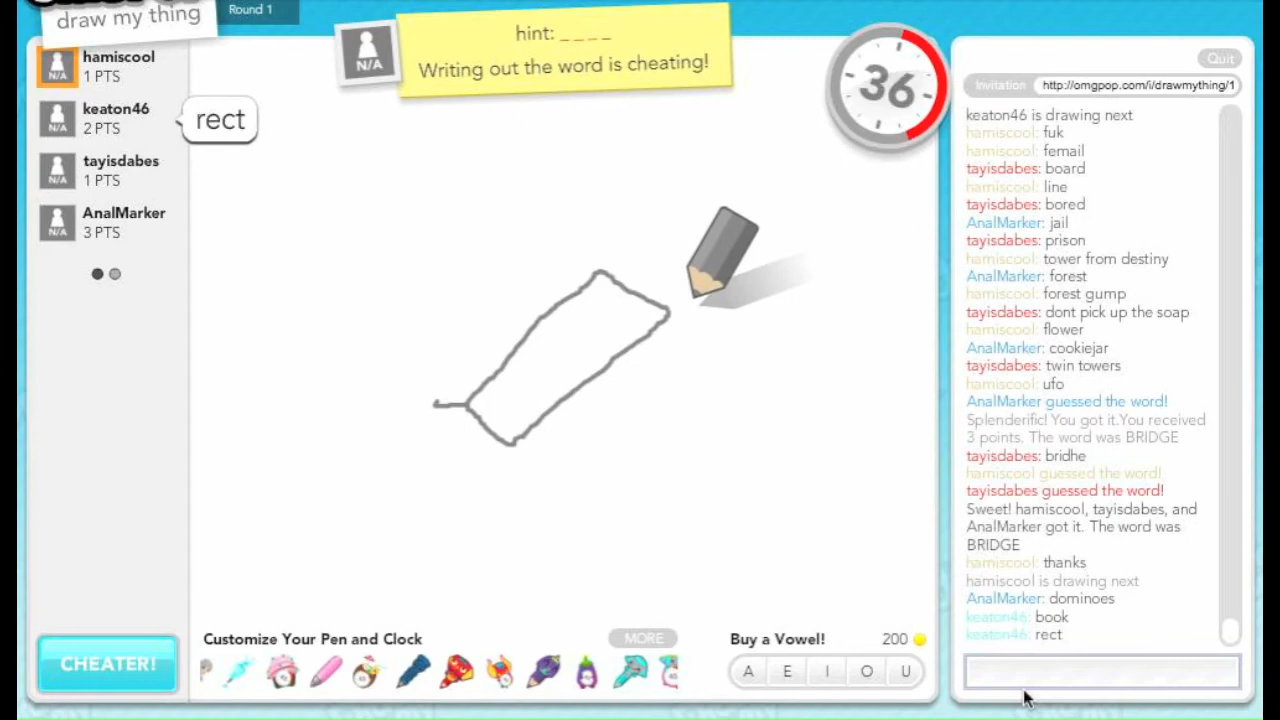 draw my thing
Round 1
hint: _ _ _ _
Writing out the word is cheating!
N/A
36
N/A
hamiscool
1 PTS
N/A
keaton46
2 PTS
rect
N/A
tayisdabes
1 PTS
N/A
AnalMarker
3 PTS
Quit
Invitation
http://omgpop.com/i/drawmything/1
keaton46 is drawing next
hamiscool: fuk
hamiscool: femail
tayisdabes: board
hamiscool: line
tayisdabes: bored
AnalMarker: jail
tayisdabes: prison
hamiscool: tower from destiny
AnalMarker: forest
hamiscool: forest gump
tayisdabes: dont pick up the soap
hamiscool: flower
AnalMarker: cookiejar
tayisdabes: twin towers
hamiscool: ufo
AnalMarker guessed the word!
Splenderific! You got it.You received
3 points. The word was BRIDGE
tayisdabes: bridhe
hamiscool guessed the word!
tayisdabes guessed the word!
Sweet! hamiscool, tayisdabes, and
AnalMarker got it. The word was
BRIDGE
hamiscool: thanks
hamiscool is drawing next
AnalMarker: dominoes
keaton46: book
keaton46: rect
CHEATER!
Customize Your Pen and Clock
MORE
Buy a Vowel!
200
A E I O U